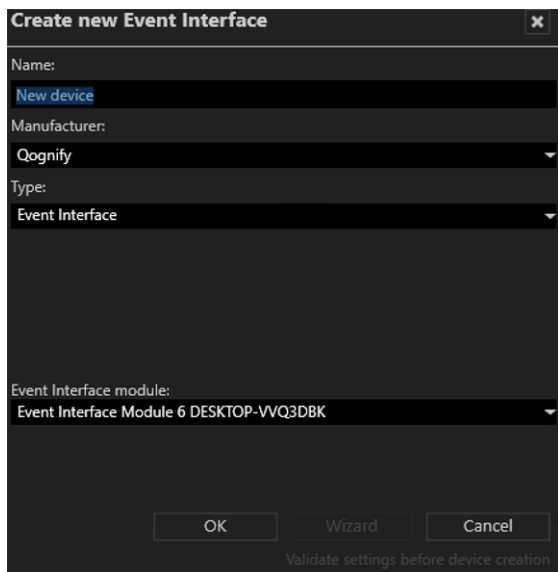 Create new Event Interface
Name:
New device
Manufacturer:
Qognify
Type:
Event Interface
Event Interface module:
Event Interface Module 6 DESKTOP-VVQ3DBK
OK Wizard Cancel
Validate settings before device creation